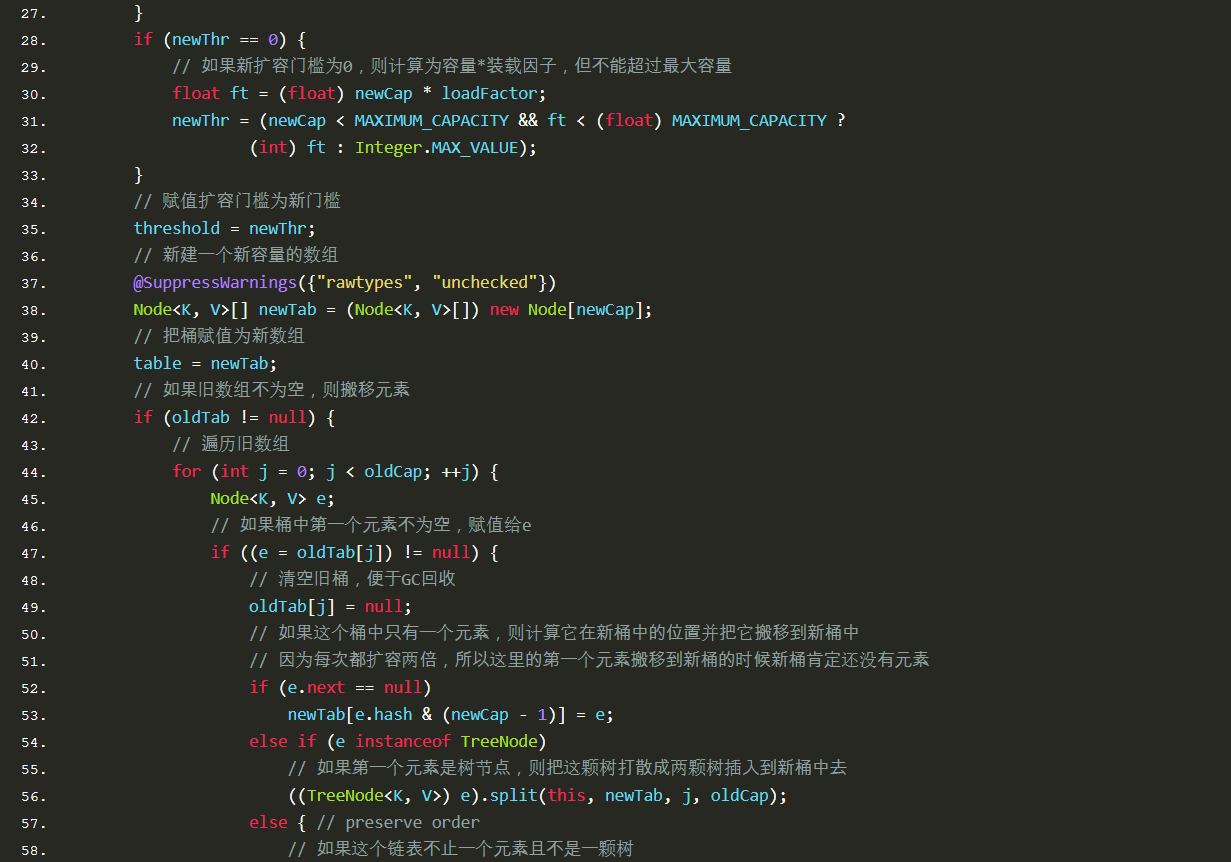 27.         }
28.         if (newThr == 0) {
29.             // 如果新扩容门槛为0，则计算为容量*装载因子，但不能超过最大容量
30.             float ft = (float) newCap * loadFactor;
31.             newThr = (newCap < MAXIMUM_CAPACITY && ft < (float) MAXIMUM_CAPACITY ?
32.                     (int) ft : Integer.MAX_VALUE);
33.         }
34.         // 赋值扩容门槛为新门槛
35.         threshold = newThr;
36.         // 新建一个新容量的数组
37.         @SuppressWarnings({"rawtypes", "unchecked"})
38.         Node<K, V>[] newTab = (Node<K, V>[]) new Node[newCap];
39.         // 把桶赋值为新数组
40.         table = newTab;
41.         // 如果旧数组不为空，则搬移元素
42.         if (oldTab != null) {
43.             // 遍历旧数组
44.             for (int j = 0; j < oldCap; ++j) {
45.                 Node<K, V> e;
46.                 // 如果桶中第一个元素不为空，赋值给e
47.                 if ((e = oldTab[j]) != null) {
48.                     // 清空旧桶，便于GC回收
49.                     oldTab[j] = null;
50.                     // 如果这个桶中只有一个元素，则计算它在新桶中的位置并把它搬移到新桶中
51.                     // 因为每次都扩容两倍，所以这里的第一个元素搬移到新桶的时候新桶肯定还没有元素
52.                     if (e.next == null)
53.                         newTab[e.hash & (newCap - 1)] = e;
54.                     else if (e instanceof TreeNode)
55.                         // 如果第一个元素是树节点，则把这颗树打散成两颗树插入到新桶中去
56.                         ((TreeNode<K, V>) e).split(this, newTab, j, oldCap);
57.                     else { // preserve order
58.                         // 如果这个链表不止一个元素且不是一颗树